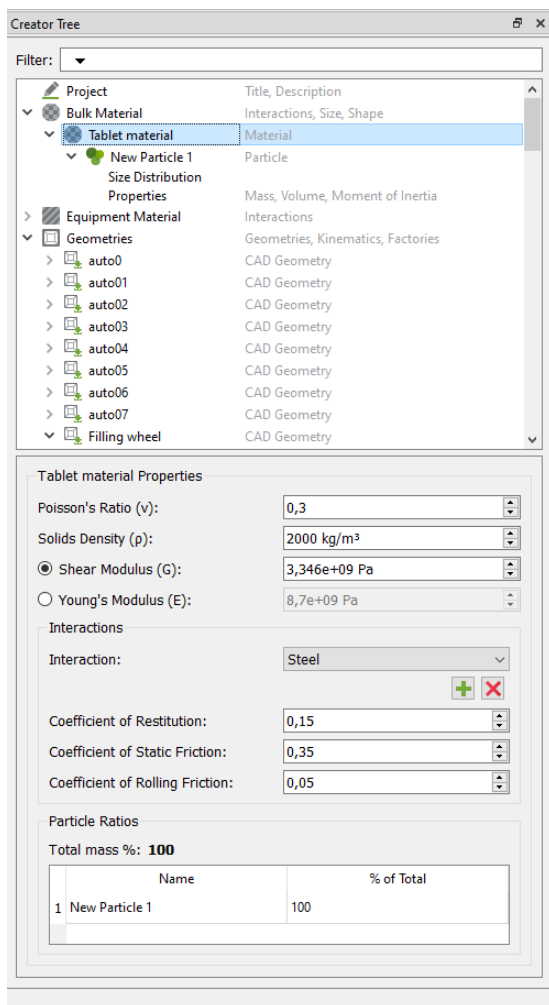 Creator Tree
Filter:
Project Title, Description
Bulk Material Interactions, Size, Shape
Tablet material Material
New Particle 1 Particle
Size Distribution
Properties Mass, Volume, Moment of Inertia
Equipment Material Interactions
Geometries Geometries, Kinematics, Factories
auto0 CAD Geometry
auto01 CAD Geometry
auto02 CAD Geometry
auto03 CAD Geometry
auto04 CAD Geometry
auto05 CAD Geometry
auto06 CAD Geometry
auto07 CAD Geometry
Filling wheel CAD Geometry
Tablet material Properties
Poisson's Ratio (ν): 0,3
Solids Density (ρ): 2000 kg/m³
Shear Modulus (G): 3,346e+09 Pa
Young's Modulus (E): 8,7e+09 Pa
Interactions
Interaction: Steel
Coefficient of Restitution: 0,15
Coefficient of Static Friction: 0,35
Coefficient of Rolling Friction: 0,05
Particle Ratios
Total mass %: 100
Name % of Total
1 New Particle 1 100